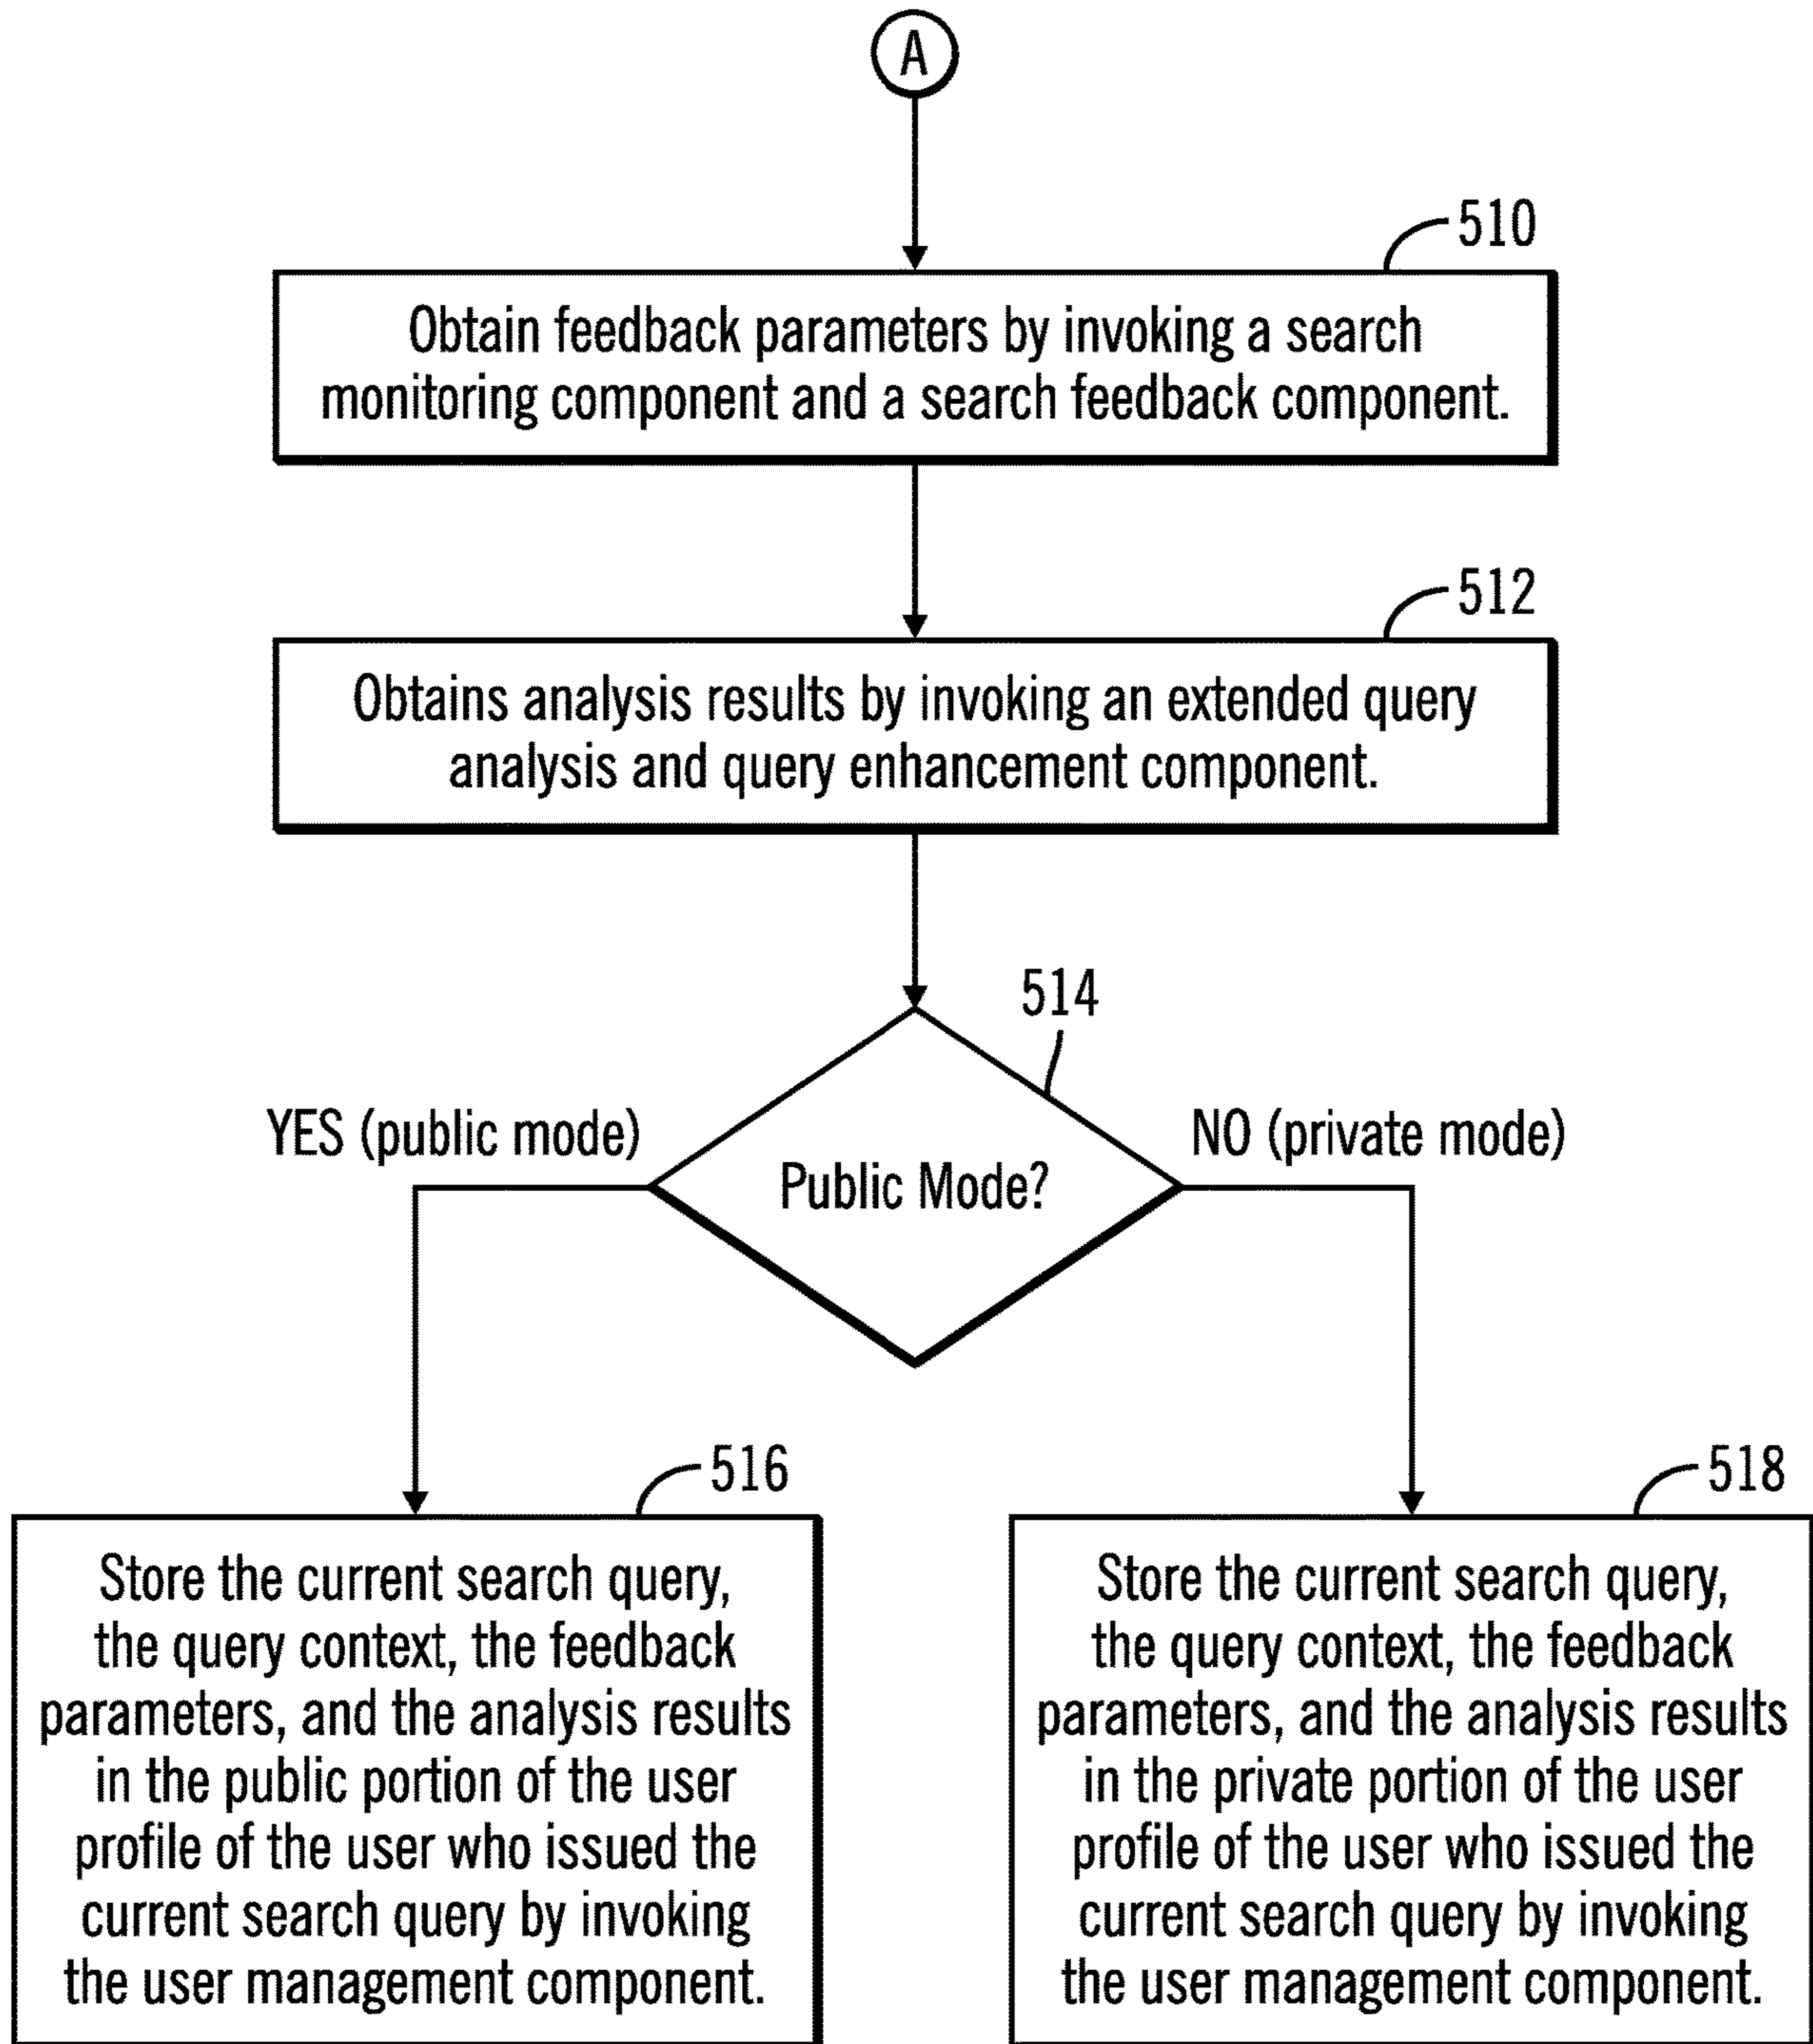 A
510
Obtain feedback parameters by invoking a search
monitoring component and a search feedback component.
512
Obtains analysis results by invoking an extended query
analysis and query enhancement component.
514
YES (public mode)
NO (private mode)
Public Mode?
516
Store the current search query,
the query context, the feedback
parameters, and the analysis results
in the public portion of the user
profile of the user who issued the
current search query by invoking
the user management component.
518
Store the current search query,
the query context, the feedback
parameters, and the analysis results
in the private portion of the user
profile of the user who issued the
current search query by invoking
the user management component.